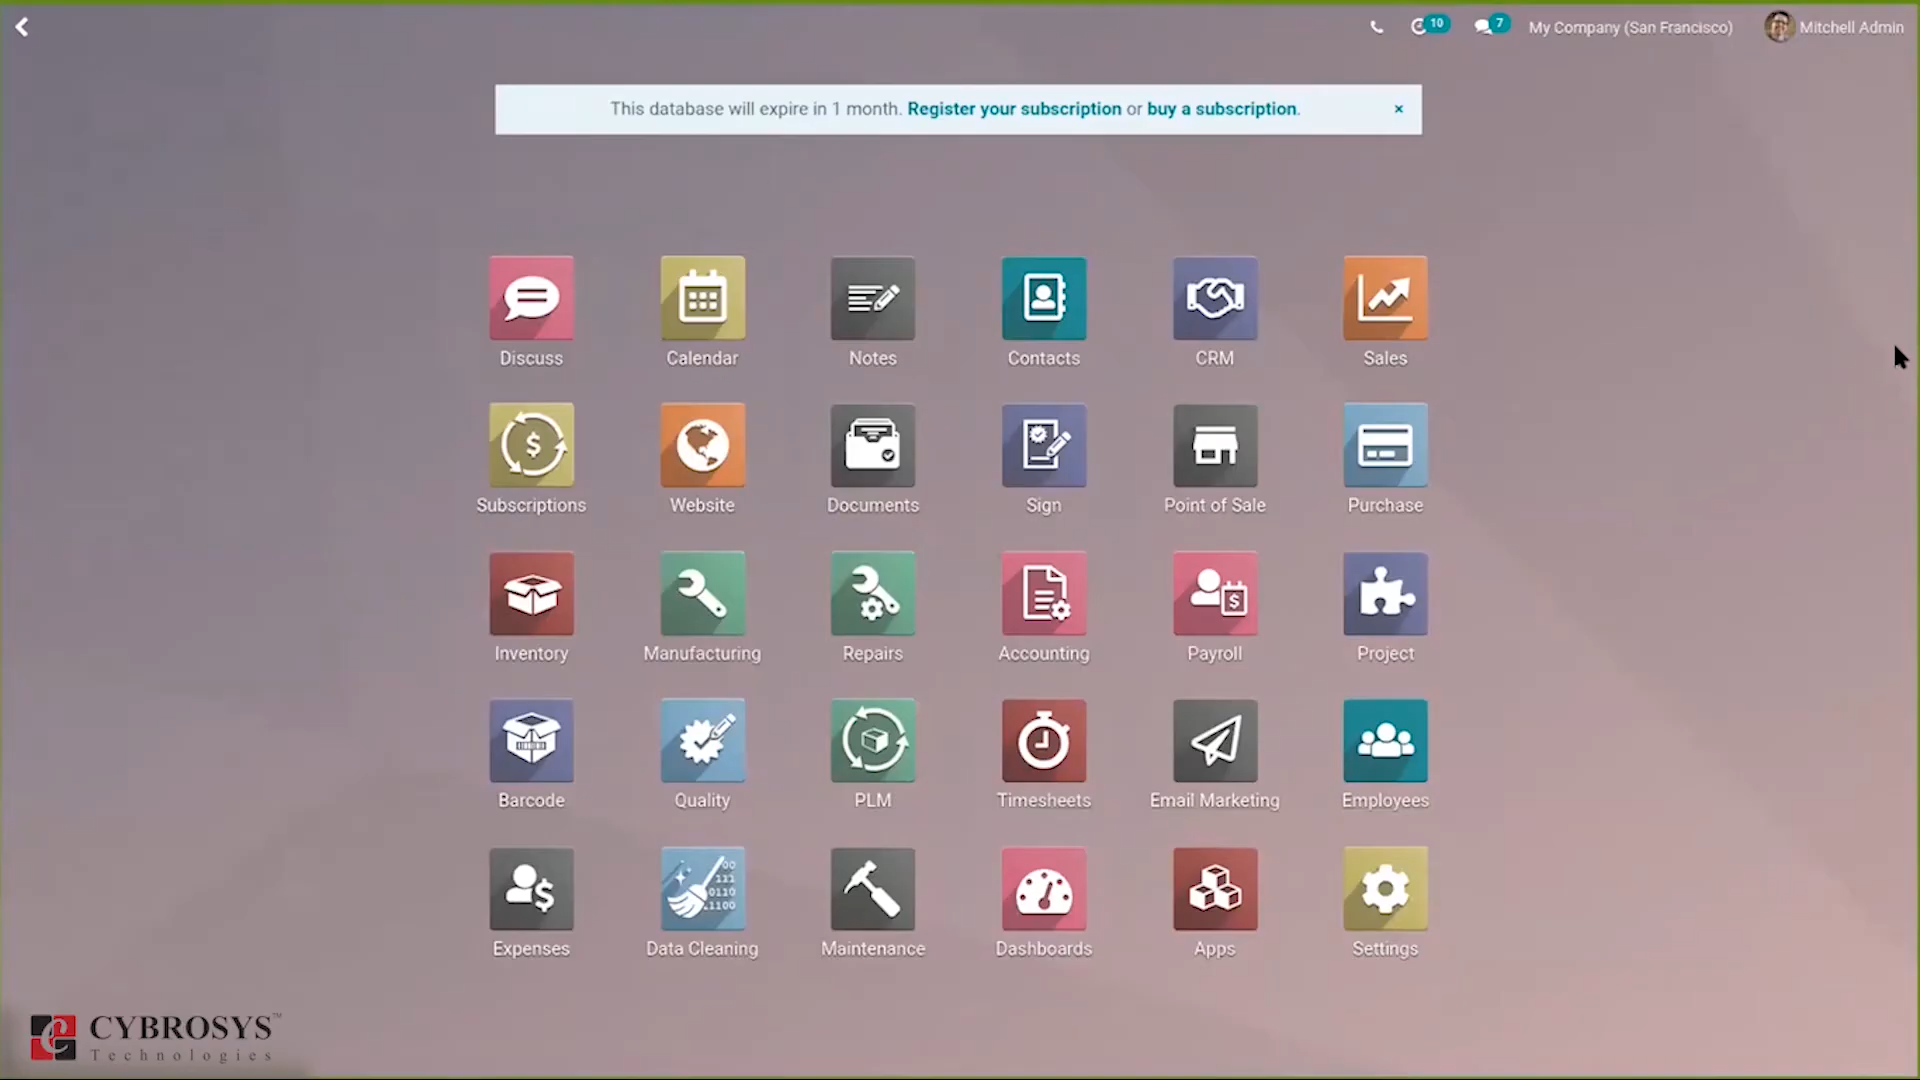 10
7
My Company (San Francisco)
Mitchell Admin
This database will expire in 1 month. Register your subscription or buy a subscription.
×
Discuss
Calendar
Notes
Contacts
CRM
Sales
Subscriptions
Website
Documents
Sign
Point of Sale
Purchase
Inventory
Manufacturing
Repairs
Accounting
Payroll
Project
Barcode
Quality
PLM
Timesheets
Email Marketing
Employees
Expenses
Data Cleaning
Maintenance
Dashboards
Apps
Settings
CYBROSYS™
Technologies